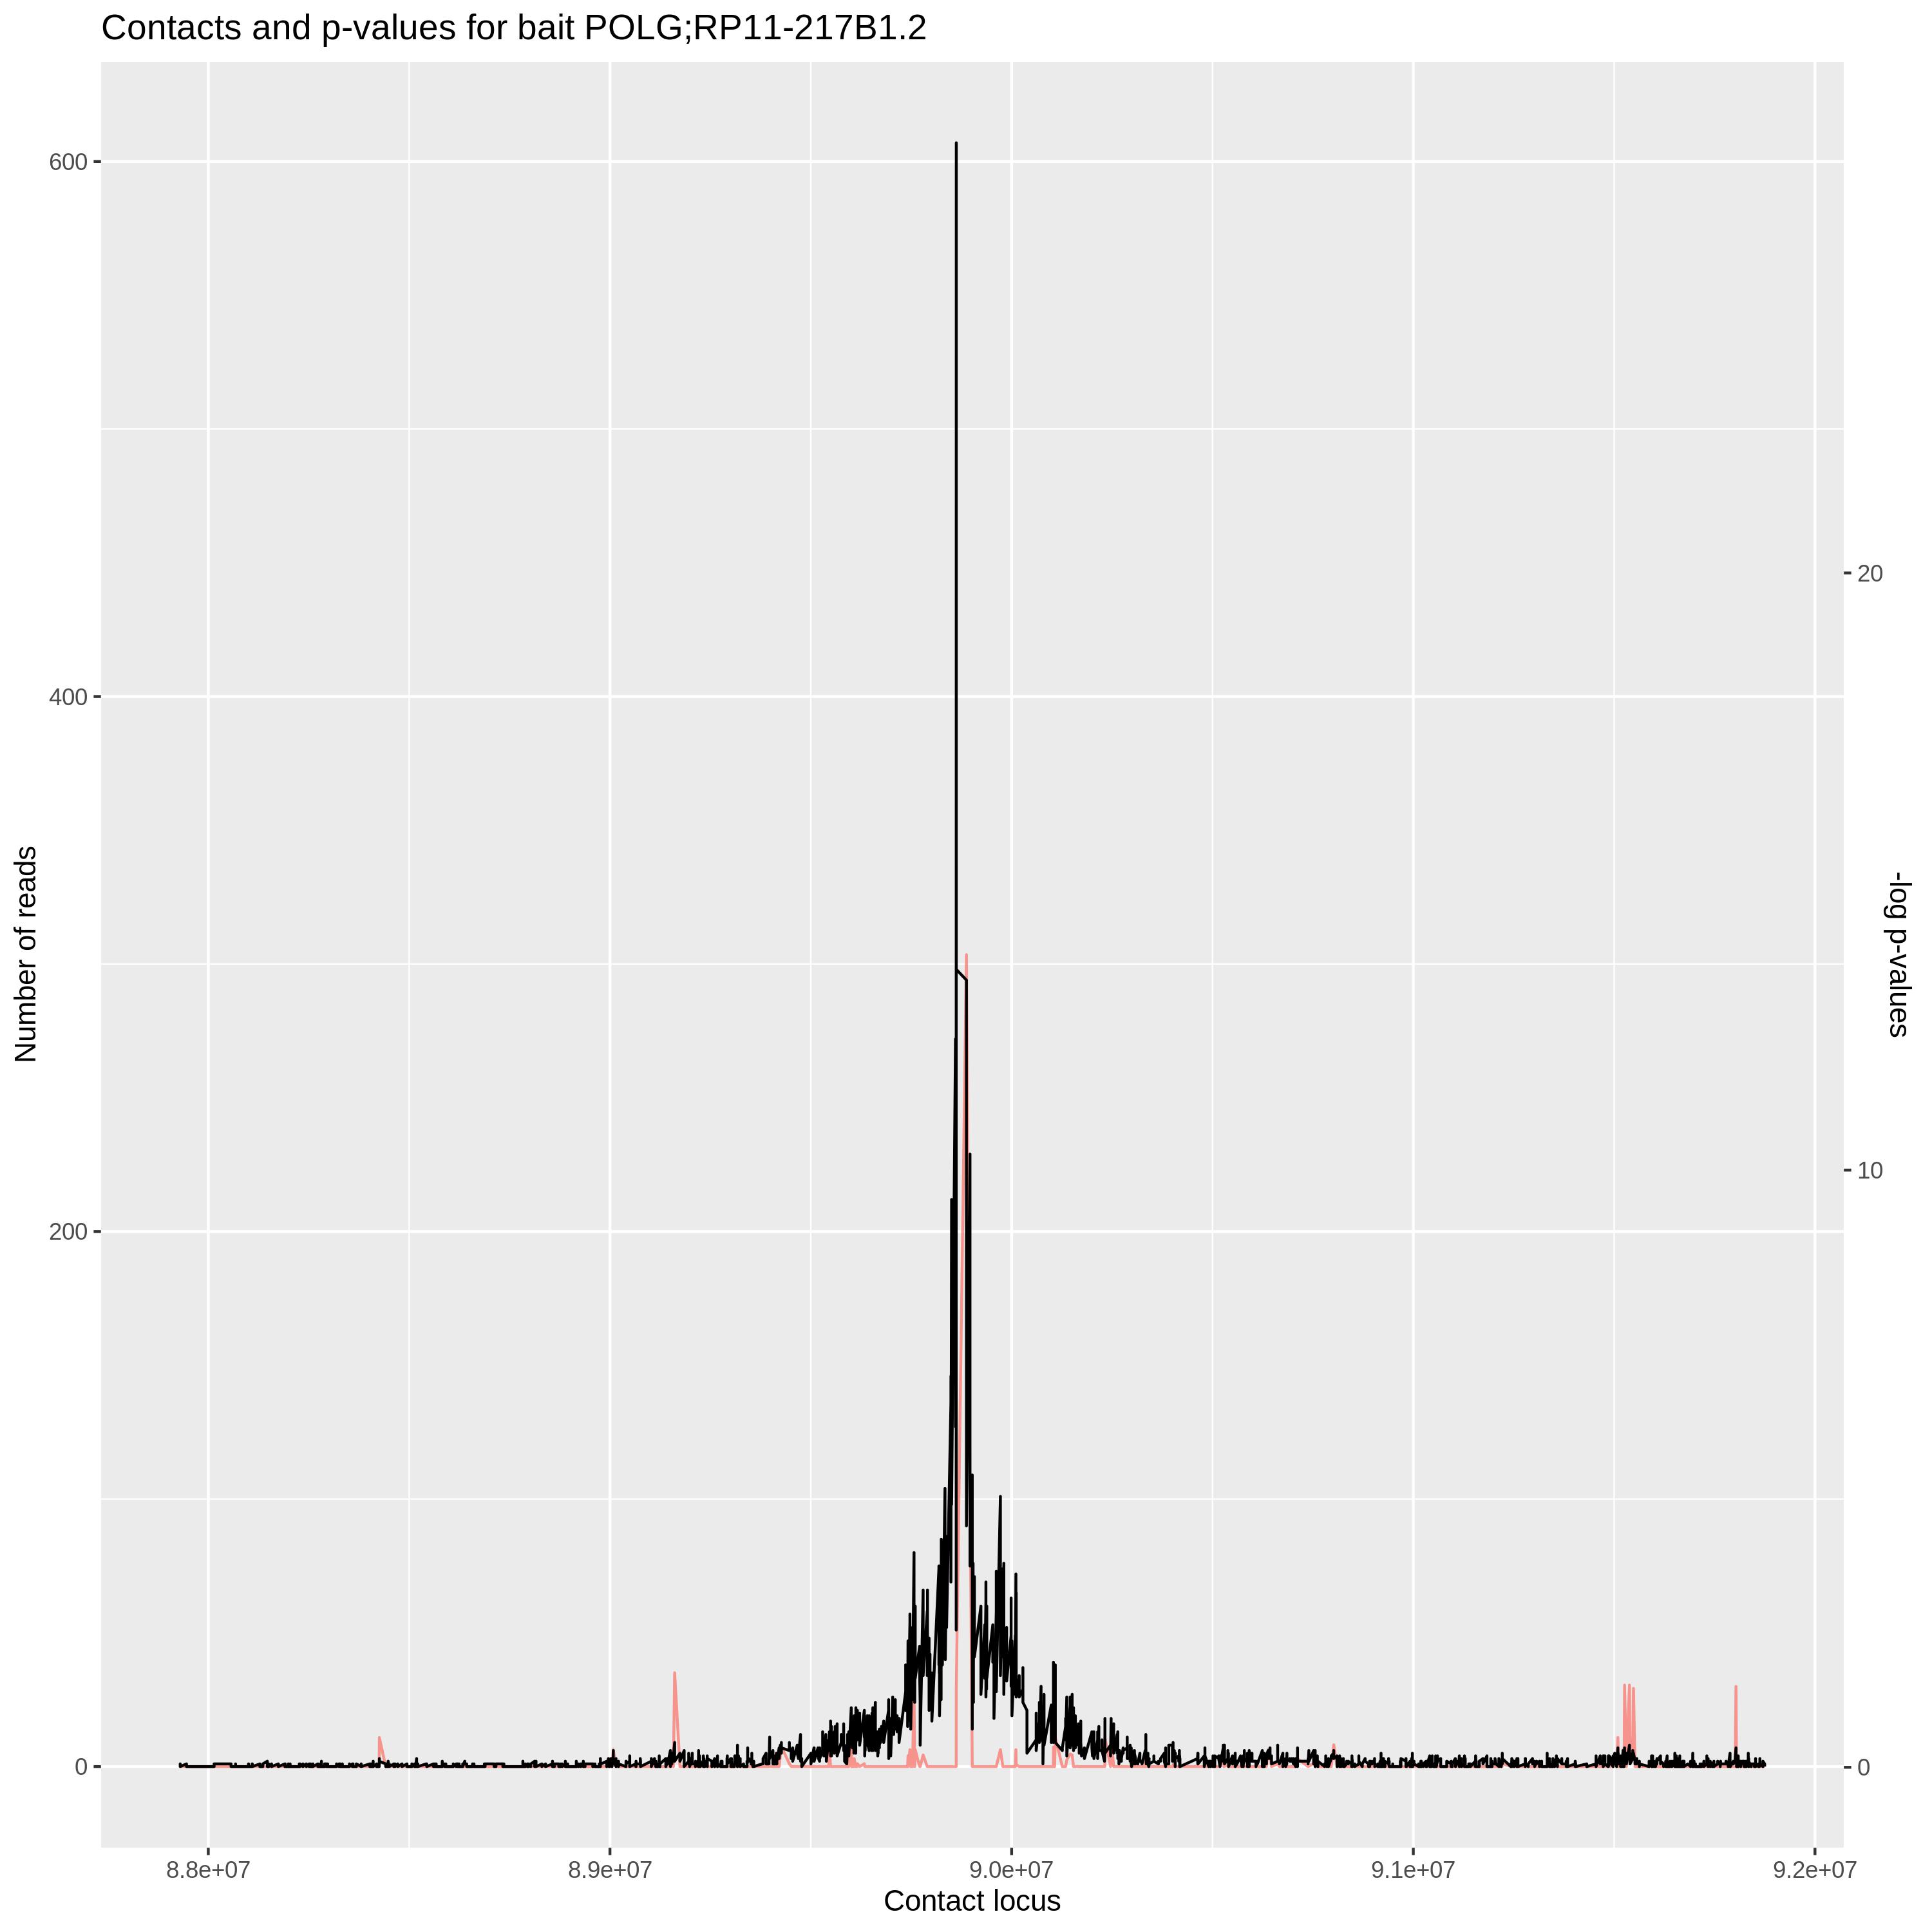 Contacts and p-values for bait POLG;RP11-217B1.2
600
400
200
0
Number of reads
20
10
0
-log p-values
8.8e+07
8.9e+07
9.0e+07
9.1e+07
9.2e+07
Contact locus